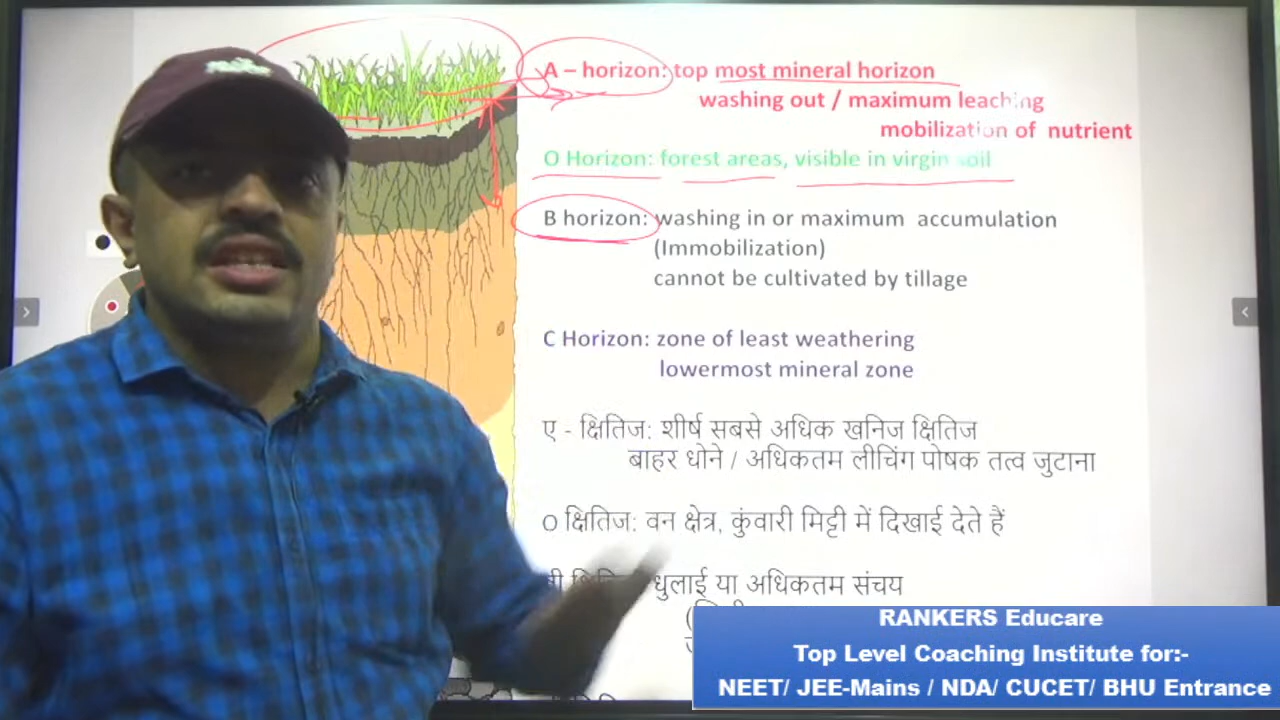 A – horizon: top most mineral horizon
washing out / maximum leaching
mobilization of nutrient
O Horizon: forest areas, visible in virgin soil
B horizon: washing in or maximum accumulation
(Immobilization)
cannot be cultivated by tillage
C Horizon: zone of least weathering
lowermost mineral zone
ए - क्षितिज: शीर्ष सबसे अधिक खनिज क्षितिज
बाहर धोने / अधिकतम लीचिंग पोषक तत्व जुटाना
O क्षितिज: वन क्षेत्र, कुंवारी मिट्टी में दिखाई देते हैं
धुलाई या अधिकतम संचय
RANKERS Educare
Top Level Coaching Institute for:-
NEET/ JEE-Mains / NDA/ CUCET/ BHU Entrance